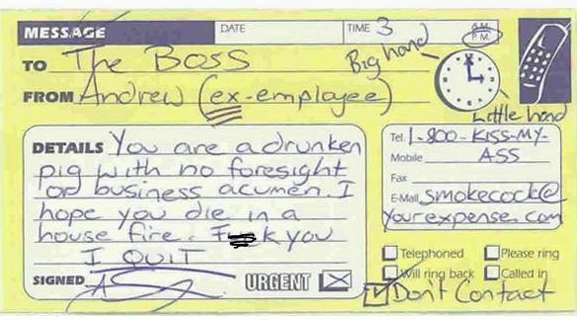 MESSAGE DATE TIME 3 A.M. P.M.
TO The Boss
Big hand
FROM Andrew (ex-employee)
Little hand
DETAILS You are a drunken
pig with no foresight
or business acumen. I
hope you die in a
house fire. F k you
I QUIT
SIGNED
URGENT
Tel. 1-800-KISS-MY-
Mobile ASS
Fax
E-Mail smokecock@
yourexpense.com
Telephoned Please ring
Will ring back Called in
Don't Contact